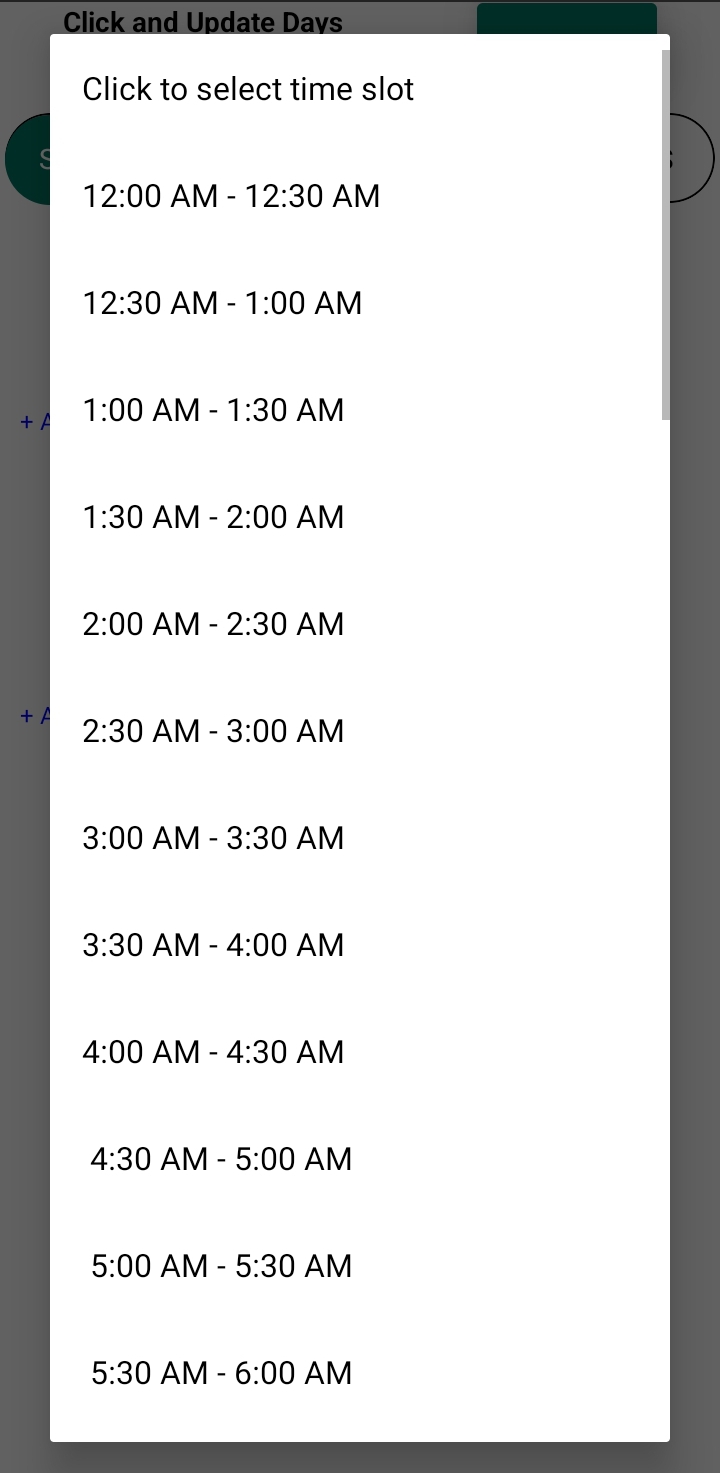 Click and Update Days
Click to select time slot
12:00 AM - 12:30 AM
12:30 AM - 1:00 AM
1:00 AM - 1:30 AM
1:30 AM - 2:00 AM
2:00 AM - 2:30 AM
2:30 AM - 3:00 AM
3:00 AM - 3:30 AM
3:30 AM - 4:00 AM
4:00 AM - 4:30 AM
4:30 AM - 5:00 AM
5:00 AM - 5:30 AM
5:30 AM - 6:00 AM